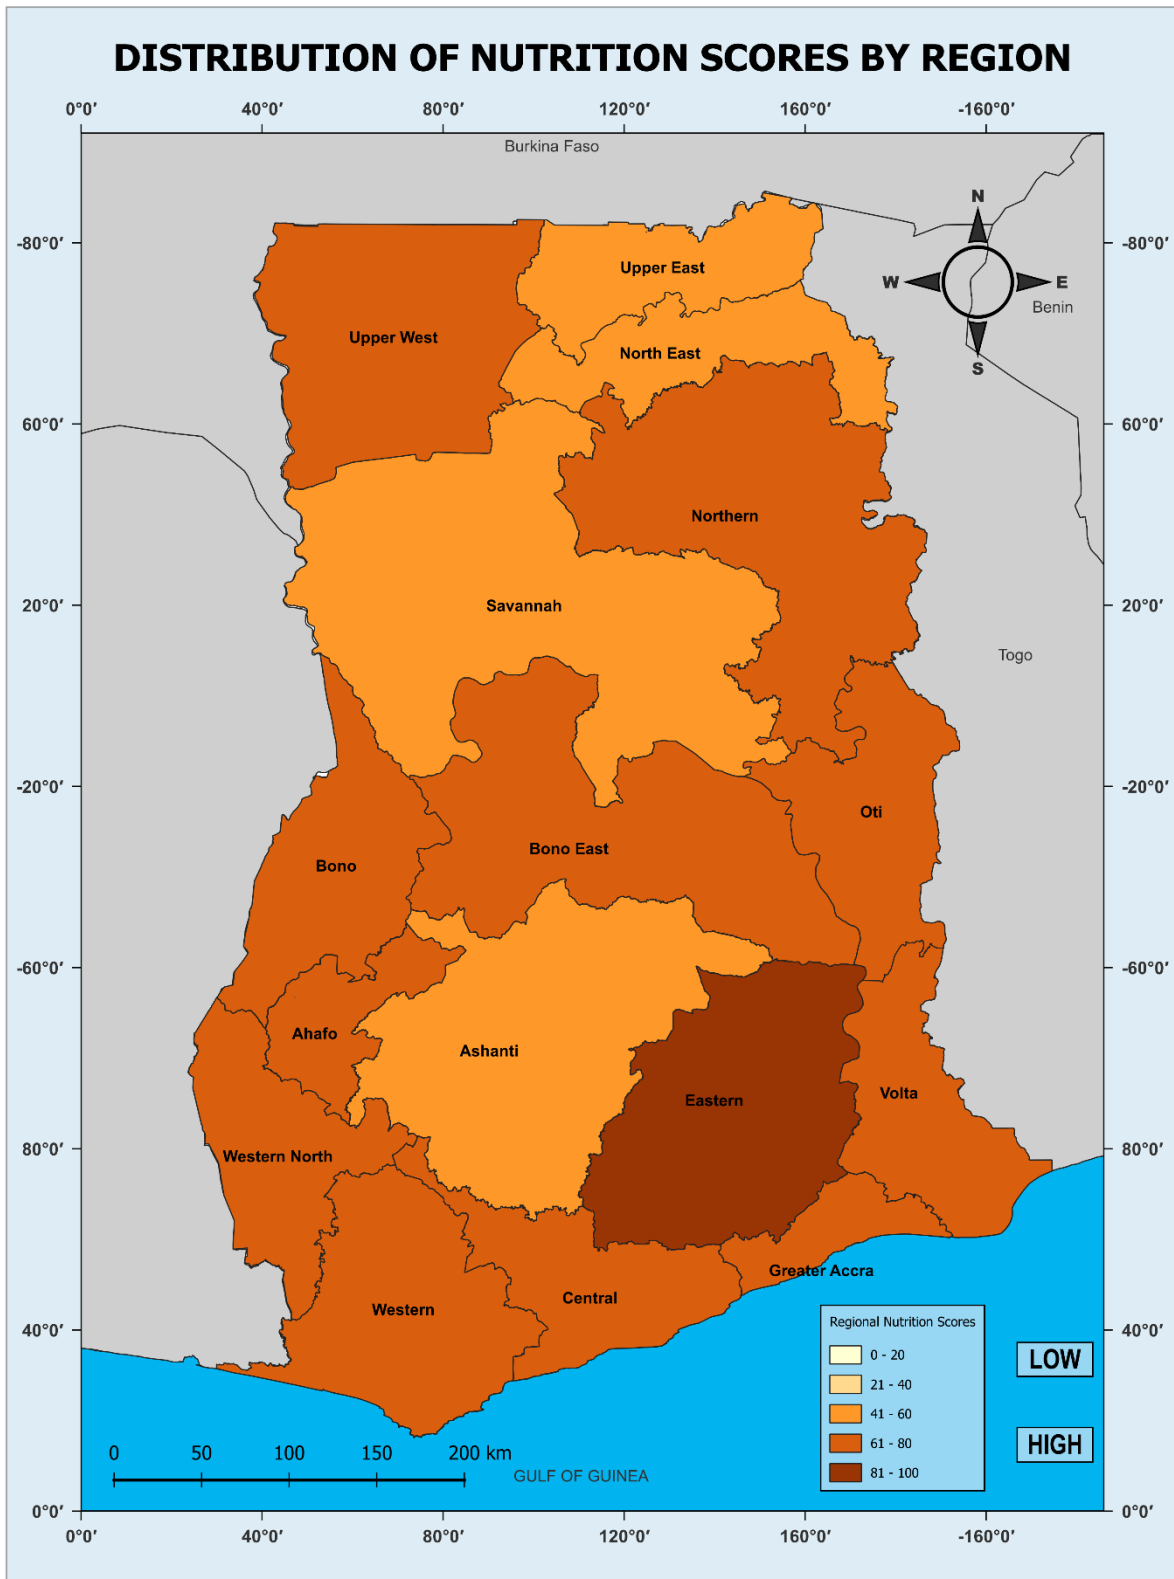 DISTRIBUTION OF NUTRITION SCORES BY REGION
0°0′ 40°0′ 80°0′ 120°0′ 160°0′ -160°0′
Burkina Faso
N
-80°0′ -80°0′
Upper East
W E
Benin
Upper West
North East
S
60°0′ 60°0′
Northern
20°0′ Savannah 20°0′
Togo
-20°0′ -20°0′
Oti
Bono East
Bono
-60°0′ -60°0′
Ahafo
Ashanti
Volta
Eastern
80°0′ 80°0′
Western North
Greater Accra
Central
Western
Regional Nutrition Scores
0 - 20
21 - 40
41 - 60
61 - 80
81 - 100
40°0′ 40°0′
LOW
HIGH
0 50 100 150 200 km
GULF OF GUINEA
0°0′ 0°0′
0°0′ 40°0′ 80°0′ 120°0′ 160°0′ -160°0′